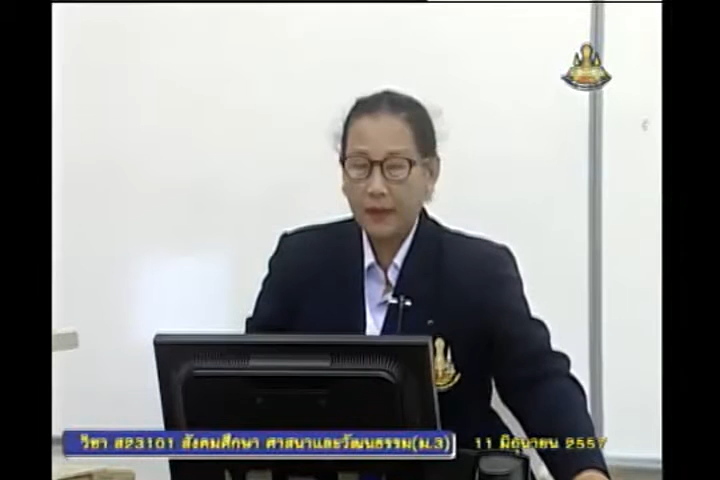 วิชา ส23101 สังคมศึกษา ศาสนาและวัฒนธรรม(ม.3) 11 มิถุนายน 2557